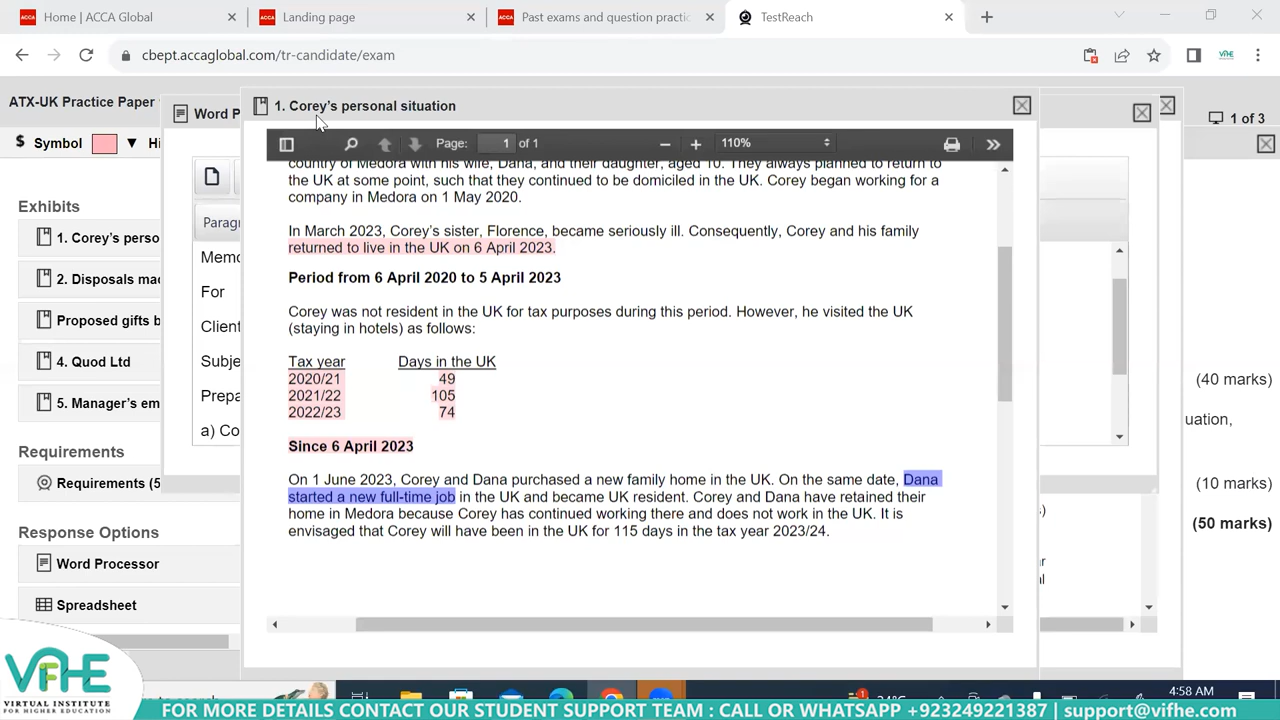 Home | ACCA Global
Landing page
Past exams and question practi
TestReach
cbept.accaglobal.com/tr-candidate/exam
ATX-UK Practice Paper
Word P
1. Corey's personal situation
1 of 3
$ Symbol
Hi
Page: 1 of 1
110%
country of Medora with his wife, Dana, and their daughter, aged 10. They always planned to return to
the UK at some point, such that they continued to be domiciled in the UK. Corey began working for a
company in Medora on 1 May 2020.
In March 2023, Corey's sister, Florence, became seriously ill. Consequently, Corey and his family
returned to live in the UK on 6 April 2023.
Period from 6 April 2020 to 5 April 2023
Corey was not resident in the UK for tax purposes during this period. However, he visited the UK
(staying in hotels) as follows:
Tax year Days in the UK
2020/21 49
2021/22 105
2022/23 74
Since 6 April 2023
On 1 June 2023, Corey and Dana purchased a new family home in the UK. On the same date, Dana
started a new full-time job in the UK and became UK resident. Corey and Dana have retained their
home in Medora because Corey has continued working there and does not work in the UK. It is
envisaged that Corey will have been in the UK for 115 days in the tax year 2023/24.
Exhibits
1. Corey's perso
2. Disposals mad
Proposed gifts b
4. Quod Ltd
5. Manager's em
Requirements
Requirements (5
Response Options
Word Processor
Spreadsheet
Paragr
Memo
For
Client
Subje
Prepa
a) Co
(40 marks)
uation,
(10 marks)
(50 marks)
4:58 AM
VIFHE
VIRTUAL INSTITUTE
FOR HIGHER EDUCATION
FOR MORE DETAILS CONTACT OUR STUDENT SUPPORT TEAM : CALL OR WHATSAPP +923249221387 | support@vifhe.com